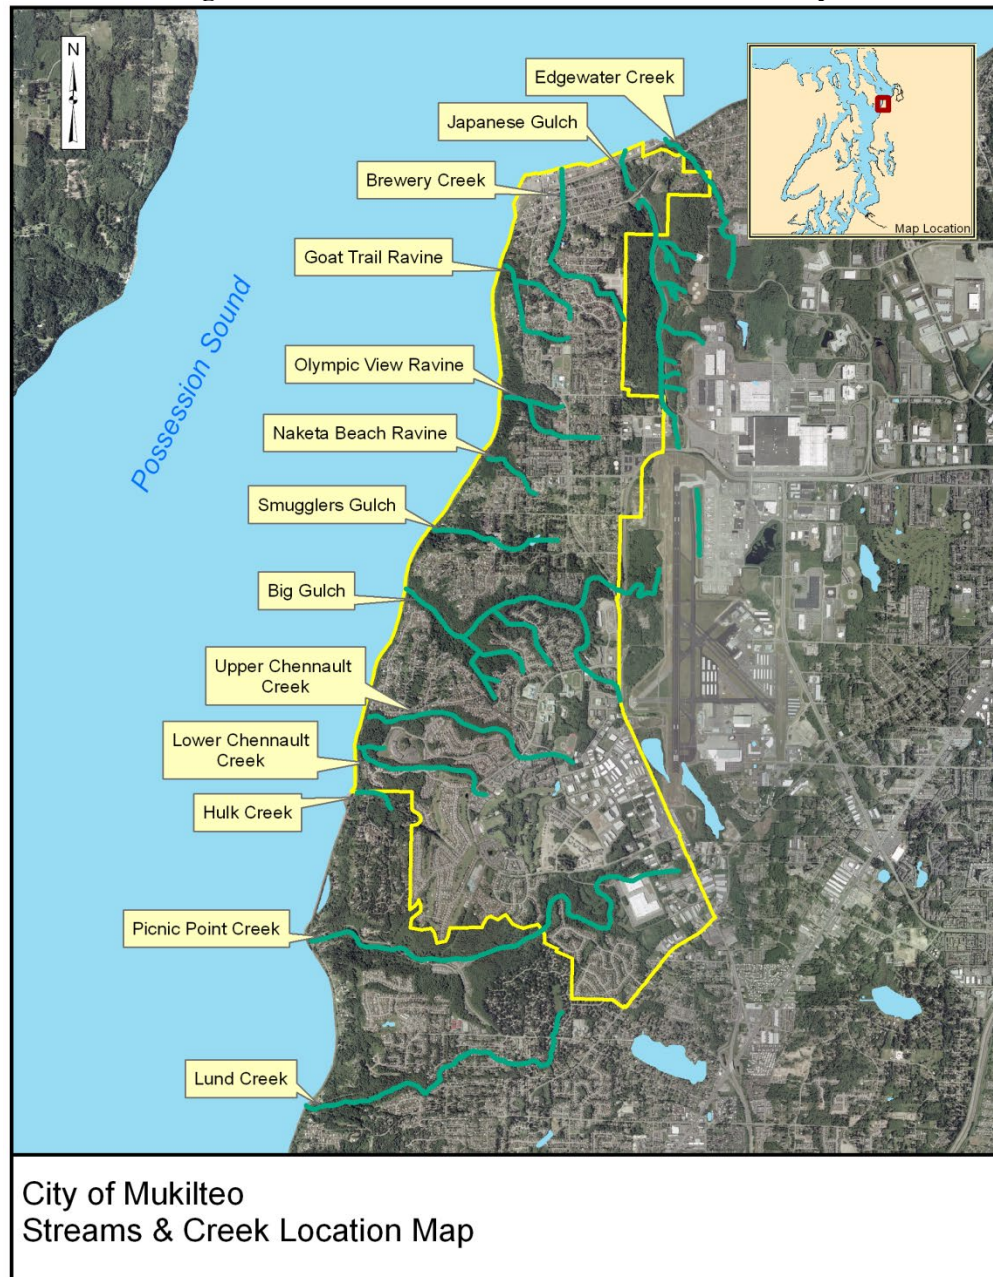 N
Edgewater Creek
Japanese Gulch
Brewery Creek
Map Location
Goat Trail Ravine
Possession Sound
Olympic View Ravine
Naketa Beach Ravine
Smugglers Gulch
Big Gulch
Upper Chennault
Creek
Lower Chennault
Creek
Hulk Creek
Picnic Point Creek
Lund Creek
City of Mukilteo
Streams & Creek Location Map